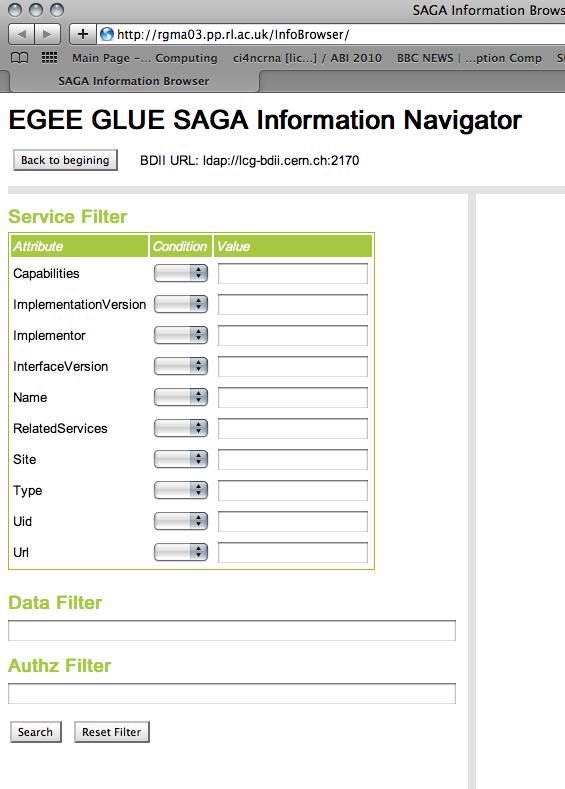 SAGA Information Brows
http://rgma03.pp.rl.ac.uk/InfoBrowser/
Main Page -... Computing ci4ncrna [lic...] / ABI 2010 BBC NEWS | ...ption Comp
SAGA Information Browser
EGEE GLUE SAGA Information Navigator
Back to begining BDII URL: ldap://lcg-bdii.cern.ch:2170
Service Filter
Attribute Condition Value
Capabilities
ImplementationVersion
Implementor
InterfaceVersion
Name
RelatedServices
Site
Type
Uid
Url
Data Filter
Authz Filter
Search Reset Filter